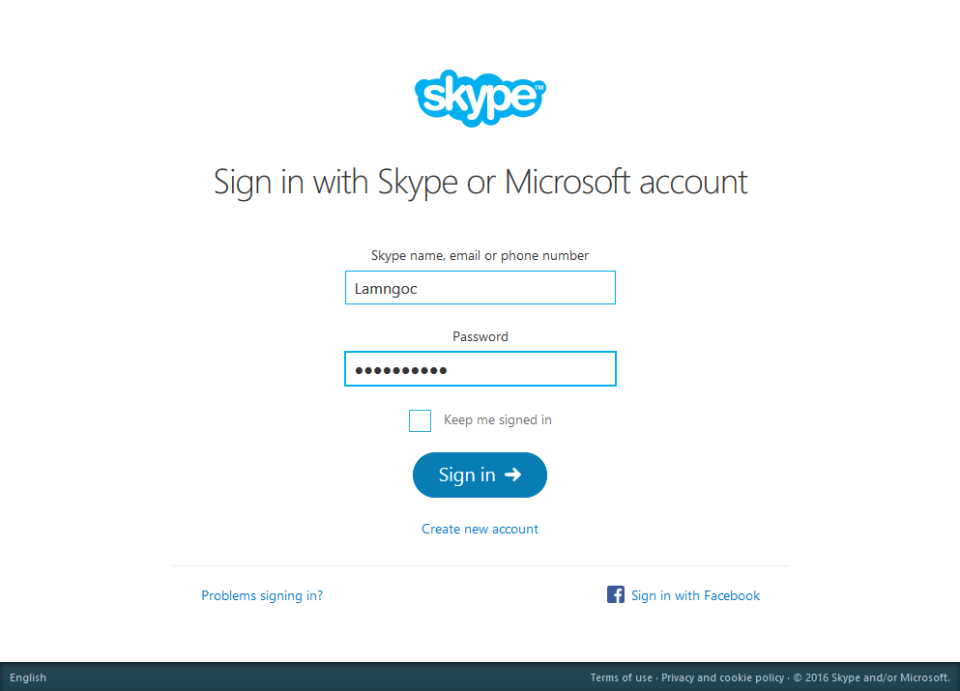 skype™
Sign in with Skype or Microsoft account
Skype name, email or phone number
Lamngoc
Password
••••••••••
Keep me signed in
Sign in →
Create new account
Problems signing in?
Sign in with Facebook
English
Terms of use · Privacy and cookie policy · © 2016 Skype and/or Microsoft.